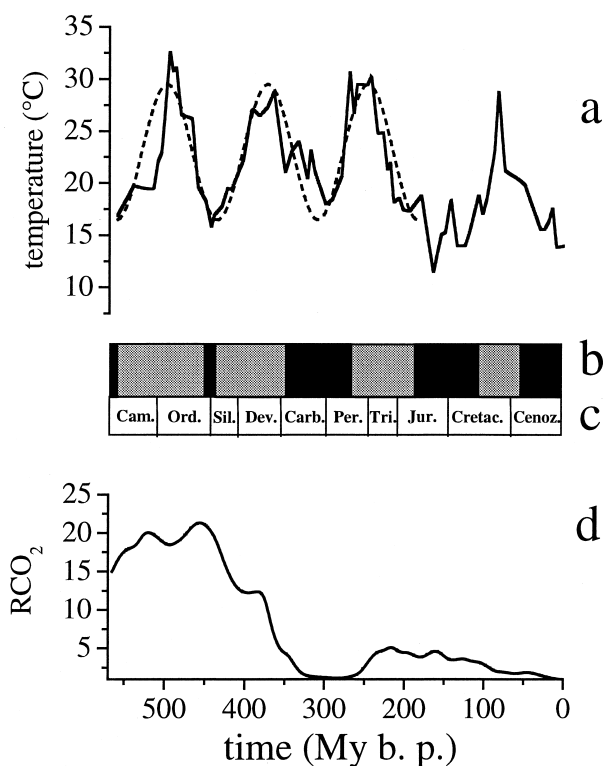 35
30
25
20
15
10
temperature (°C)
a
b
Cam. Ord. Sil. Dev. Carb. Per. Tri. Jur. Cretac. Cenoz.
c
d
25
20
15
10
5
RCO₂
500 400 300 200 100 0
time (My b. p.)